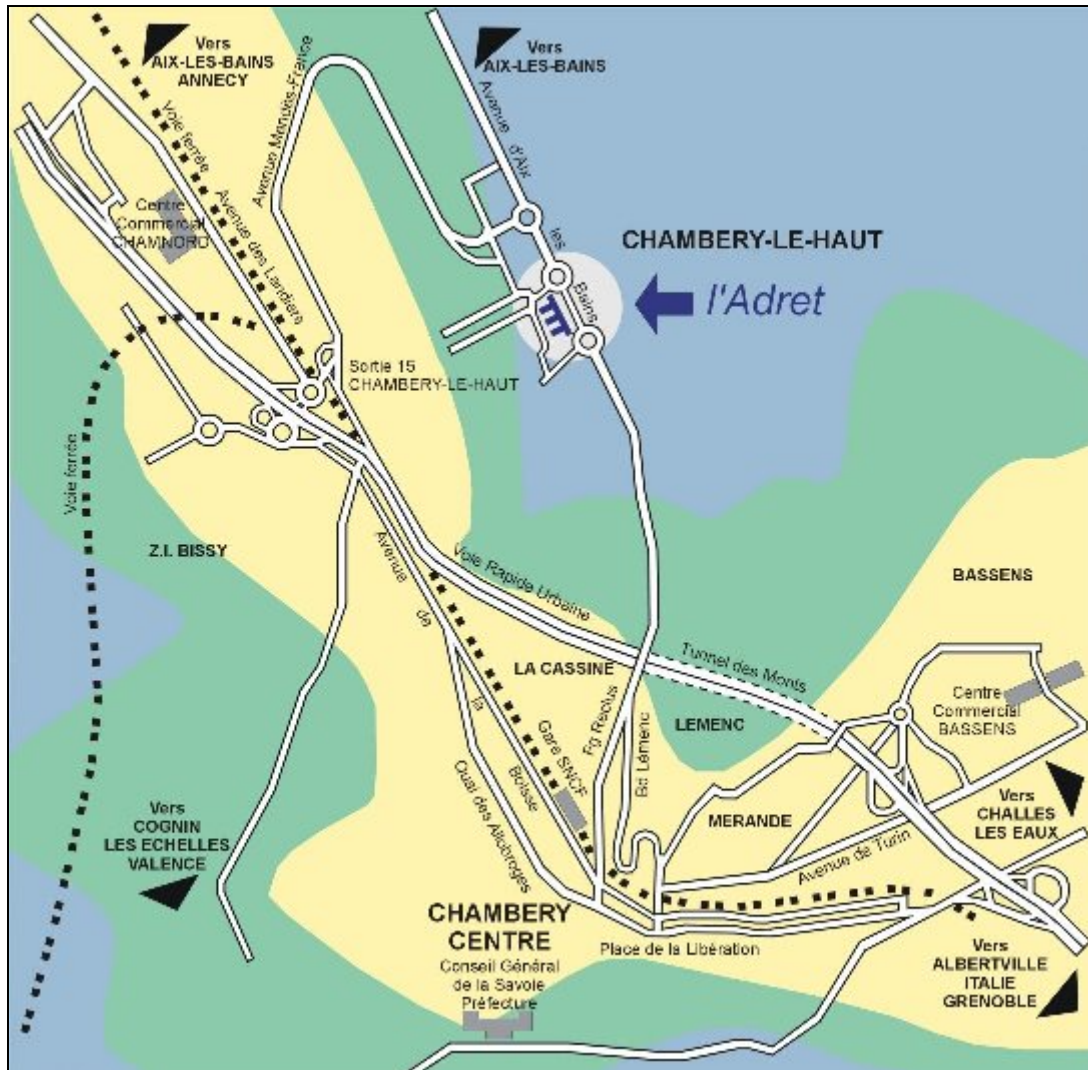 Vers
AIX-LES-BAINS
ANNECY
Vers
AIX-LES-BAINS
Avenue Mendès-France
Avenue d'Aix les Bains
Voie ferrée
Avenue des Landiers
Centre
Commercial
CHAMNORD
CHAMBERY-LE-HAUT
l'Adret
Sortie 15
CHAMBERY-LE-HAUT
Voie ferrée
Z.I. BISSY
Avenue de la Boisse
Voie Rapide Urbaine
BASSENS
LA CASSINE
Tunnel des Monts
LEMENC
Centre
Commercial
BASSENS
Fg Reclus
Bd Lémenc
Gare SNCF
Quai des Allobroges
MERANDE
Vers
CHALLES
LES EAUX
Vers
COGNIN
LES ECHELLES
VALENCE
Avenue de Turin
CHAMBERY
CENTRE
Conseil Général
de la Savoie
Préfecture
Place de la Libération
Vers
ALBERTVILLE
ITALIE
GRENOBLE